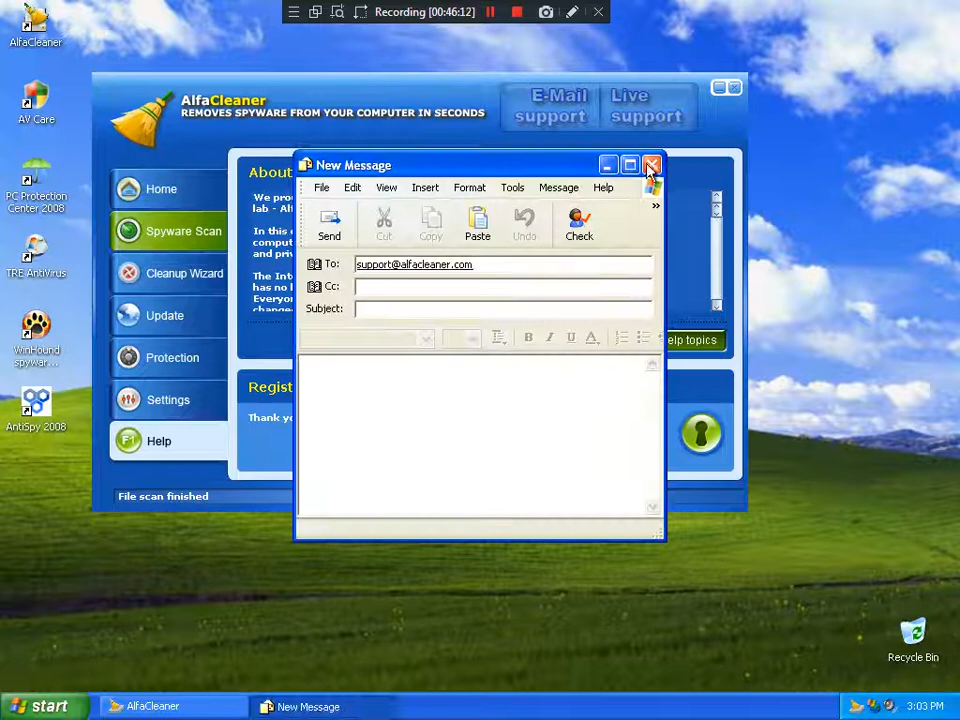 Recording [00:46:12]
AlfaCleaner
AV Care
PC Protection
Center 2008
TRE AntiVirus
WinHound
spywar...
AntiSpy 2008
AlfaCleaner
REMOVES SPYWARE FROM YOUR COMPUTER IN SECONDS
E-Mail
support
Live
support
Home
Spyware Scan
Cleanup Wizard
Update
Protection
Settings
F1
Help
File scan finished
About
We pro
lab - Al
In this
comput
and pri
The Int
has no l
Everyon
change
elp topics
Regist
Thank yo
New Message
File Edit View Insert Format Tools Message Help
Send Cut Copy Paste Undo Check
To: support@alfacleaner.com
Cc:
Subject:
B I U A
Recycle Bin
start
AlfaCleaner
New Message
3:03 PM